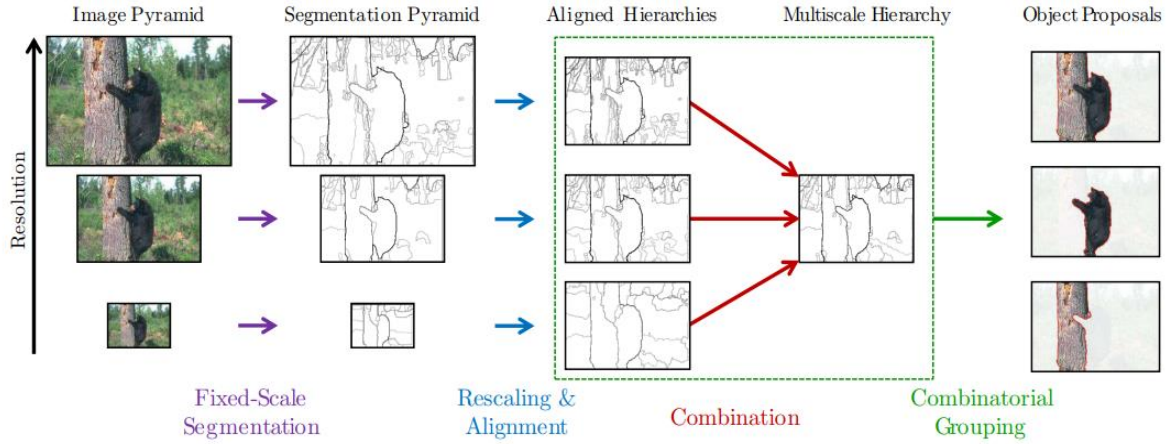 Image Pyramid
Segmentation Pyramid
Aligned Hierarchies
Multiscale Hierarchy
Object Proposals
Resolution
Fixed-Scale
Segmentation
Rescaling &
Alignment
Combination
Combinatorial
Grouping